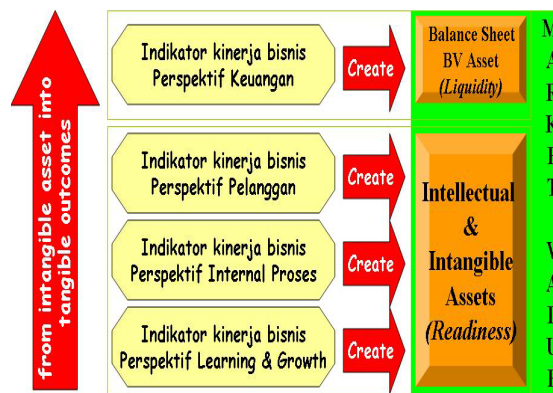 from intangible asset into
tangible outcomes
Indikator kinerja bisnis
Perspektif Keuangan
Create
Balance Sheet
BV Asset
(Liquidity)
Indikator kinerja bisnis
Perspektif Pelanggan
Create
Indikator kinerja bisnis
Perspektif Internal Proses
Create
Indikator kinerja bisnis
Perspektif Learning & Growth
Create
Intellectual
&
Intangible
Assets
(Readiness)
M
A
R
K
E
T
V
A
L
U
E